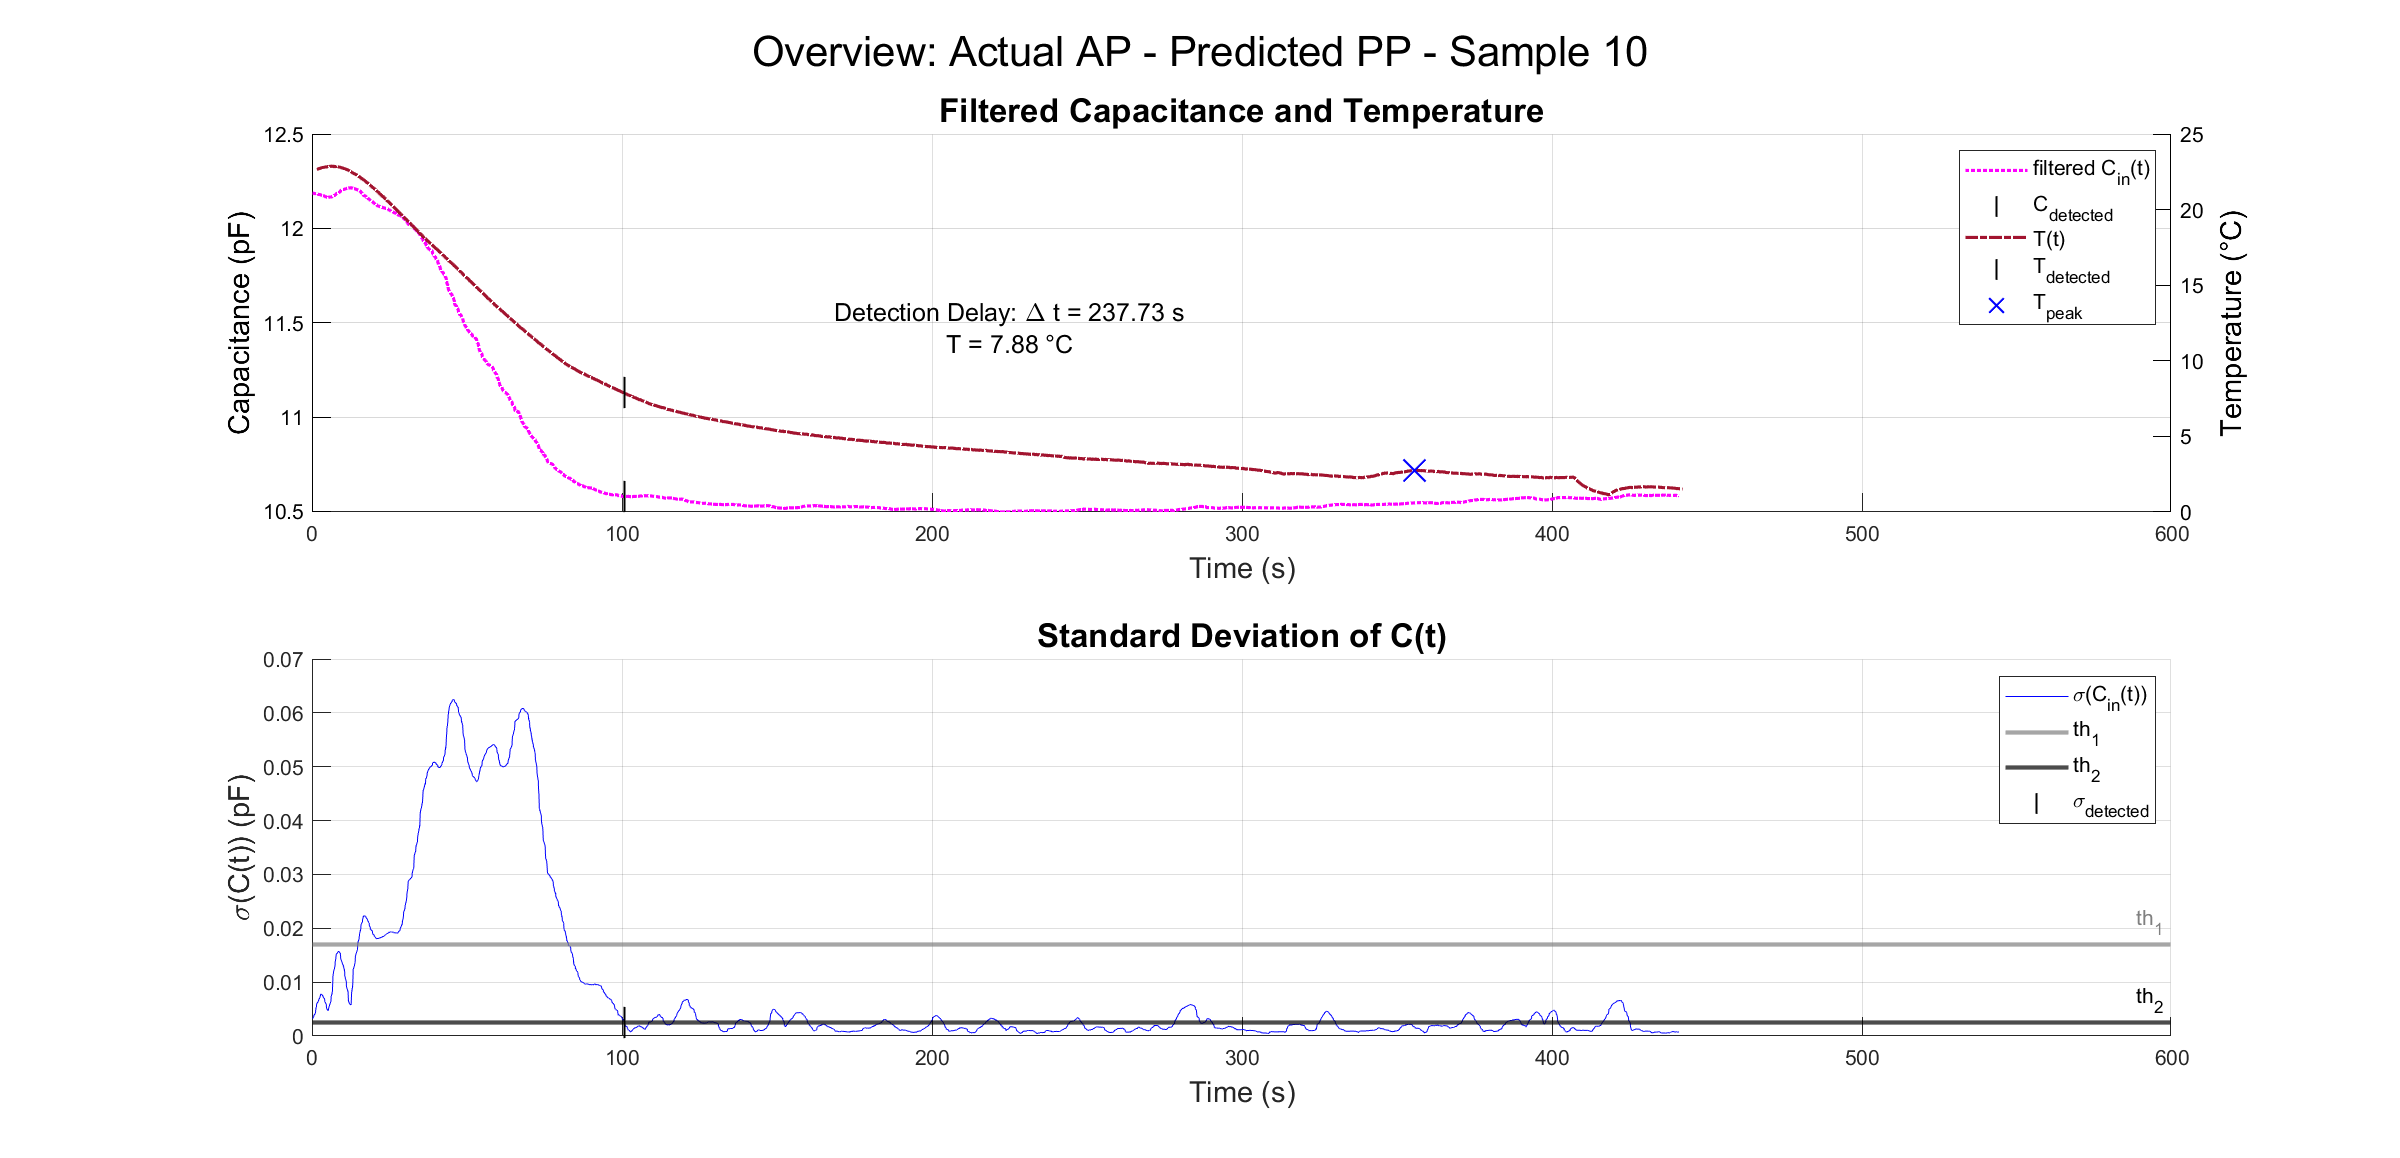 Overview: Actual AP - Predicted PP - Sample 10
Filtered Capacitance and Temperature
12.5
12
11.5
11
10.5
Capacitance (pF)
25
20
15
10
5
0
Temperature (°C)
filtered C_in(t)
C_detected
T(t)
T_detected
T_peak
Detection Delay: Δ t = 237.73 s
T = 7.88 °C
0 100 200 300 400 500 600
Time (s)
Standard Deviation of C(t)
0.07
0.06
0.05
0.04
0.03
0.02
0.01
0
σ(C(t)) (pF)
σ(C_in(t))
th_1
th_2
σ_detected
th_1
th_2
0 100 200 300 400 500 600
Time (s)